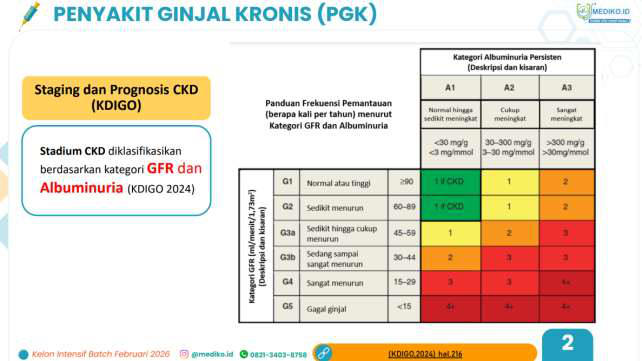 PENYAKIT GINJAL KRONIS (PGK)
MEDIKO.ID
Staging dan Prognosis CKD
(KDIGO)
Stadium CKD diklasifikasikan
berdasarkan kategori GFR dan
Albuminuria (KDIGO 2024)
Panduan Frekuensi Pemantauan
(berapa kali per tahun) menurut
Kategori GFR dan Albuminuria
Kategori Albuminuria Persisten
(Deskripsi dan kisaran)
A1 A2 A3
Normal hingga
sedikit meningkat
Cukup
meningkat
Sangat
meningkat
<30 mg/g
<3 mg/mmol
30–300 mg/g
3–30 mg/mmol
>300 mg/g
>30mg/mmol
Kategori GFR (ml/menit/1,73m²)
(Deskripsi dan kisaran)
G1 Normal atau tinggi ≥90 1 if CKD 1 2
G2 Sedikit menurun 60–89 1 if CKD 1 2
G3a Sedikit hingga cukup
menurun 45–59 1 2 3
G3b Sedang sampai
sangat menurun 30–44 2 3 3
G4 Sangat menurun 15–29 3 3 4+
G5 Gagal ginjal <15 4+ 4+ 4+
Kelon Intensif Batch Februari 2026
@mediko.id
0821-3403-8758
(KDIGO,2024) hal.216
2